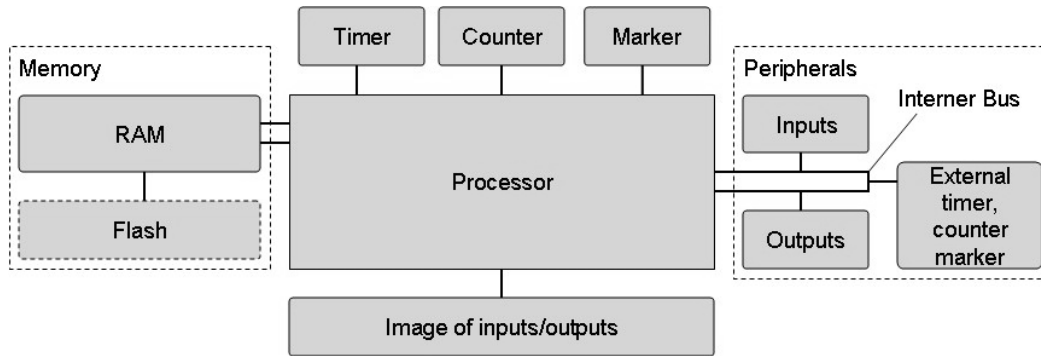 Timer
Counter
Marker
Memory
Peripherals
RAM
Inputs
Interner Bus
Processor
Flash
Outputs
External
timer,
counter
marker
Image of inputs/outputs